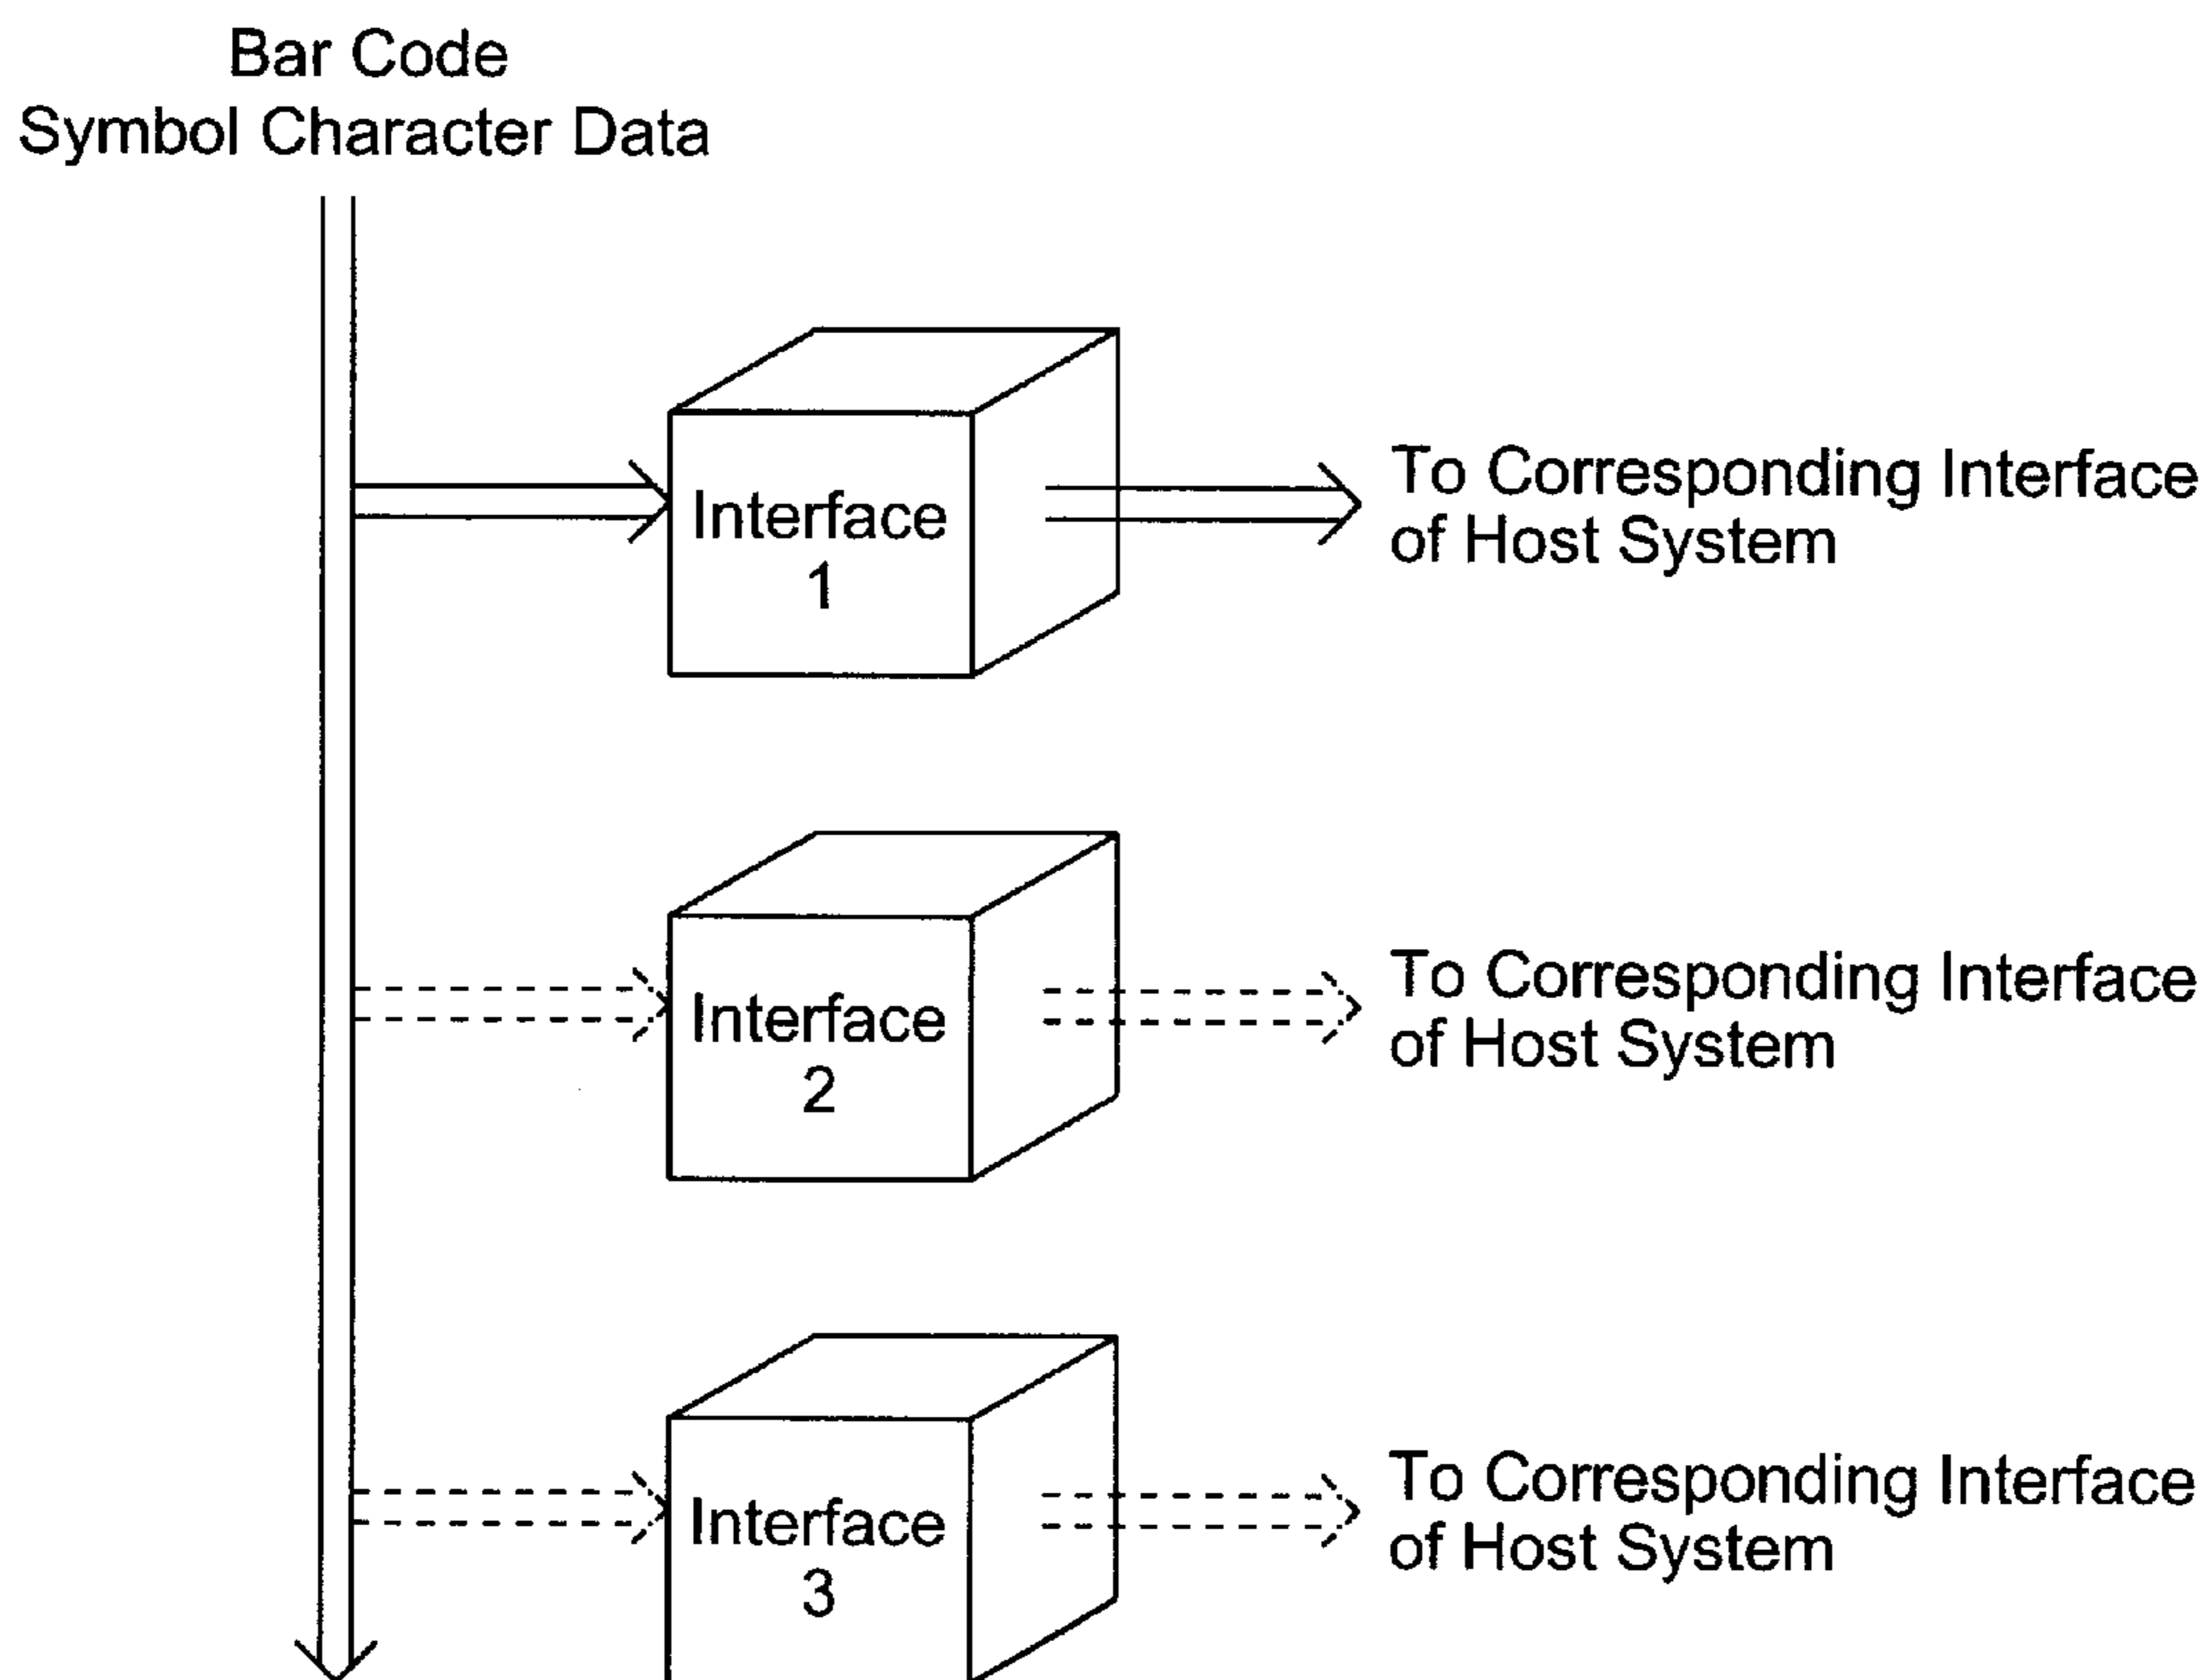 Bar Code
Symbol Character Data
Interface
1
To Corresponding Interface
of Host System
Interface
2
To Corresponding Interface
of Host System
Interface
3
To Corresponding Interface
of Host System